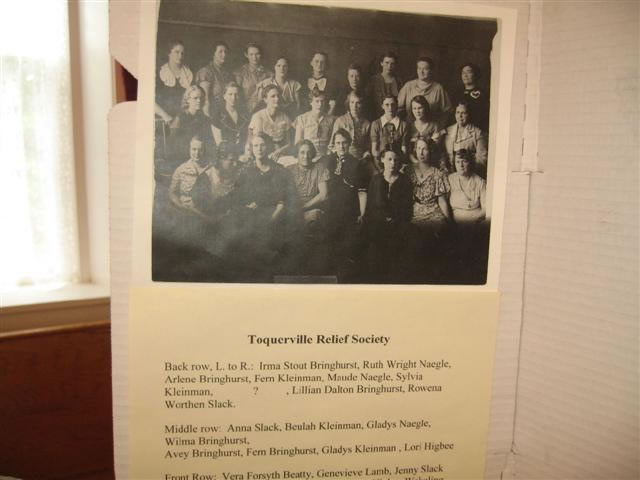 Toquerville Relief Society
Back row, L. to R.: Irma Stout Bringhurst, Ruth Wright Naegle,
Arlene Bringhurst, Fern Kleinman, Maude Naegle, Sylvia
Kleinman, ? , Lillian Dalton Bringhurst, Rowena
Worthen Slack.
Middle row: Anna Slack, Beulah Kleinman, Gladys Naegle,
Wilma Bringhurst,
Avey Bringhurst, Fern Bringhurst, Gladys Kleinman , Lori Higbee
Front Row: Vera Forsyth Beatty, Genevieve Lamb, Jenny Slack